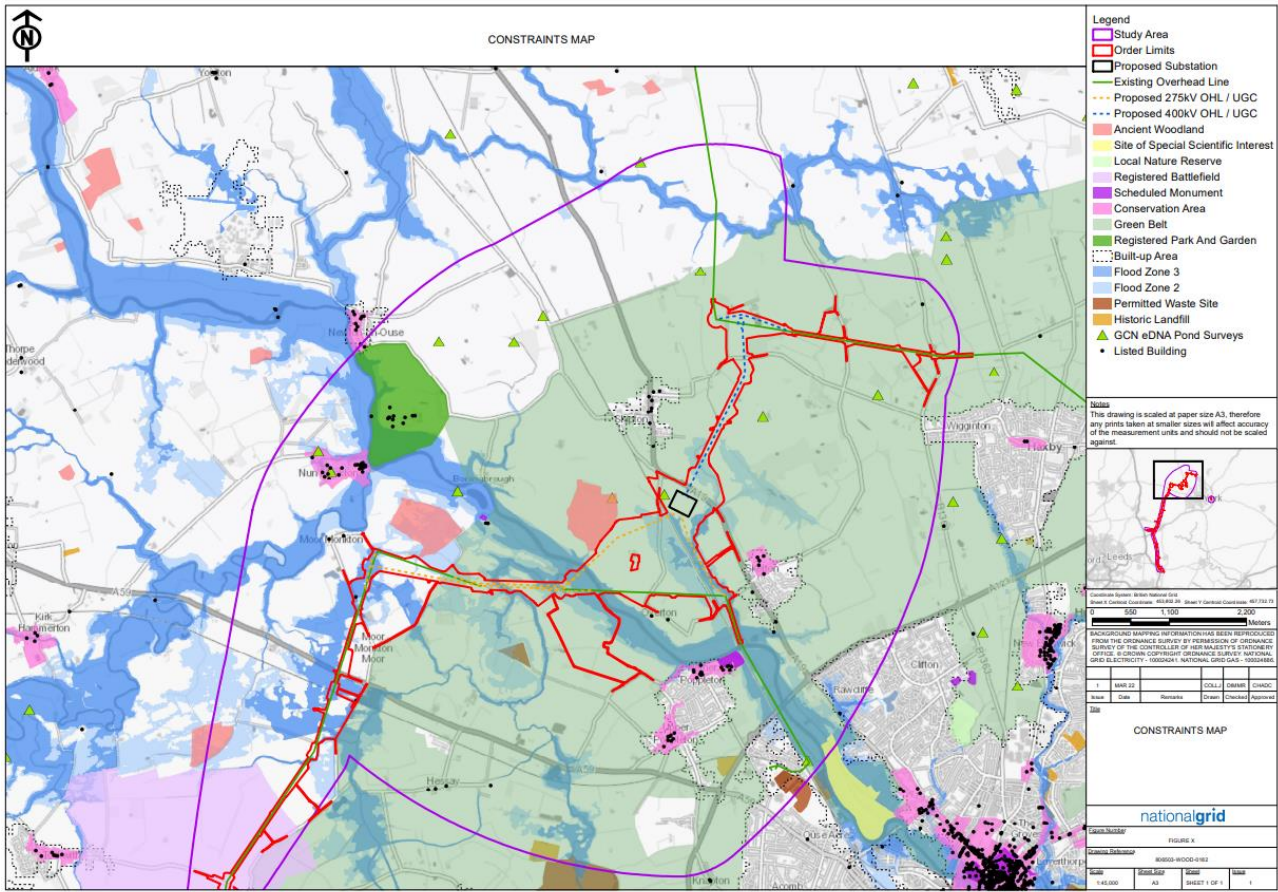 N
CONSTRAINTS MAP
Legend
Study Area
Order Limits
Proposed Substation
Existing Overhead Line
Proposed 275kV OHL / UGC
Proposed 400kV OHL / UGC
Ancient Woodland
Site of Special Scientific Interest
Local Nature Reserve
Registered Battlefield
Scheduled Monument
Conservation Area
Green Belt
Registered Park And Garden
Built-up Area
Flood Zone 3
Flood Zone 2
Permitted Waste Site
Historic Landfill
GCN eDNA Pond Surveys
Listed Building
Notes
This drawing is scaled at paper size A3, therefore
any prints taken at smaller sizes will affect accuracy
of the measurement units and should not be scaled
against.
Leeds
Coordinate System: British National Grid
0 550 1,100 2,200
Meters
BACKGROUND MAPPING INFORMATION HAS BEEN REPRODUCED
FROM THE ORDNANCE SURVEY BY PERMISSION OF ORDNANCE
SURVEY OF THE CONTROLLER OF HER MAJESTY'S STATIONERY
OFFICE. © CROWN COPYRIGHT ORDNANCE SURVEY. NATIONAL
GRID ELECTRICITY - 100024241. NATIONAL GRID GAS - 100024886.
1 MAR 22
Issue Date Remarks Drawn Checked Approved
Title
CONSTRAINTS MAP
nationalgrid
Figure Number
FIGURE X
Drawing Reference
Scale Sheet Size Sheet Issue
1:45,000 A3 SHEET 1 OF 1 1
Wigginton
Haxby
Nun
Moor Monkton
A59
Kirk
Hammerton
Moor
Monkton
Moor
Clifton
Rawcliffe
Poppleton
Hessay
A59
Knapton
Acomb